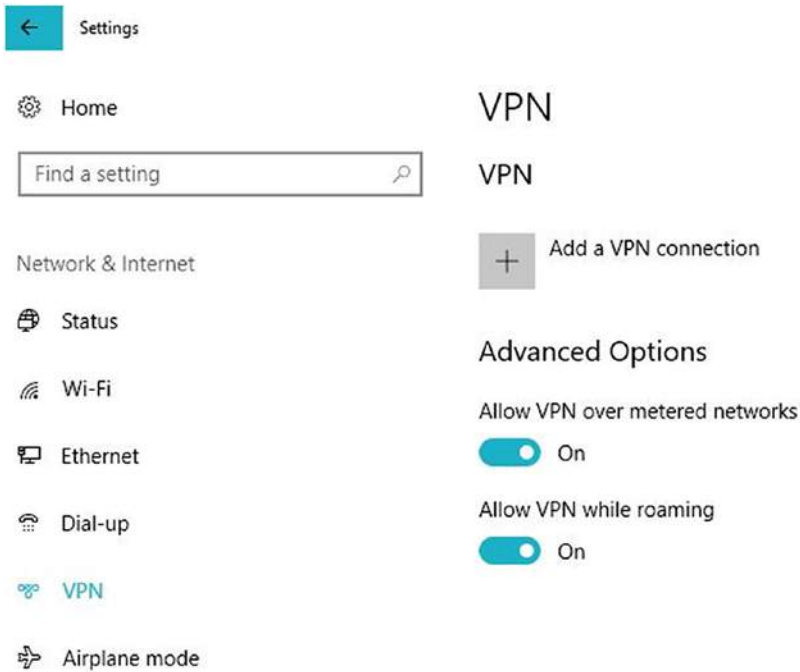 Settings
Home
Find a setting
Network & Internet
Status
Wi-Fi
Ethernet
Dial-up
VPN
Airplane mode
VPN
VPN
Add a VPN connection
Advanced Options
Allow VPN over metered networks
On
Allow VPN while roaming
On